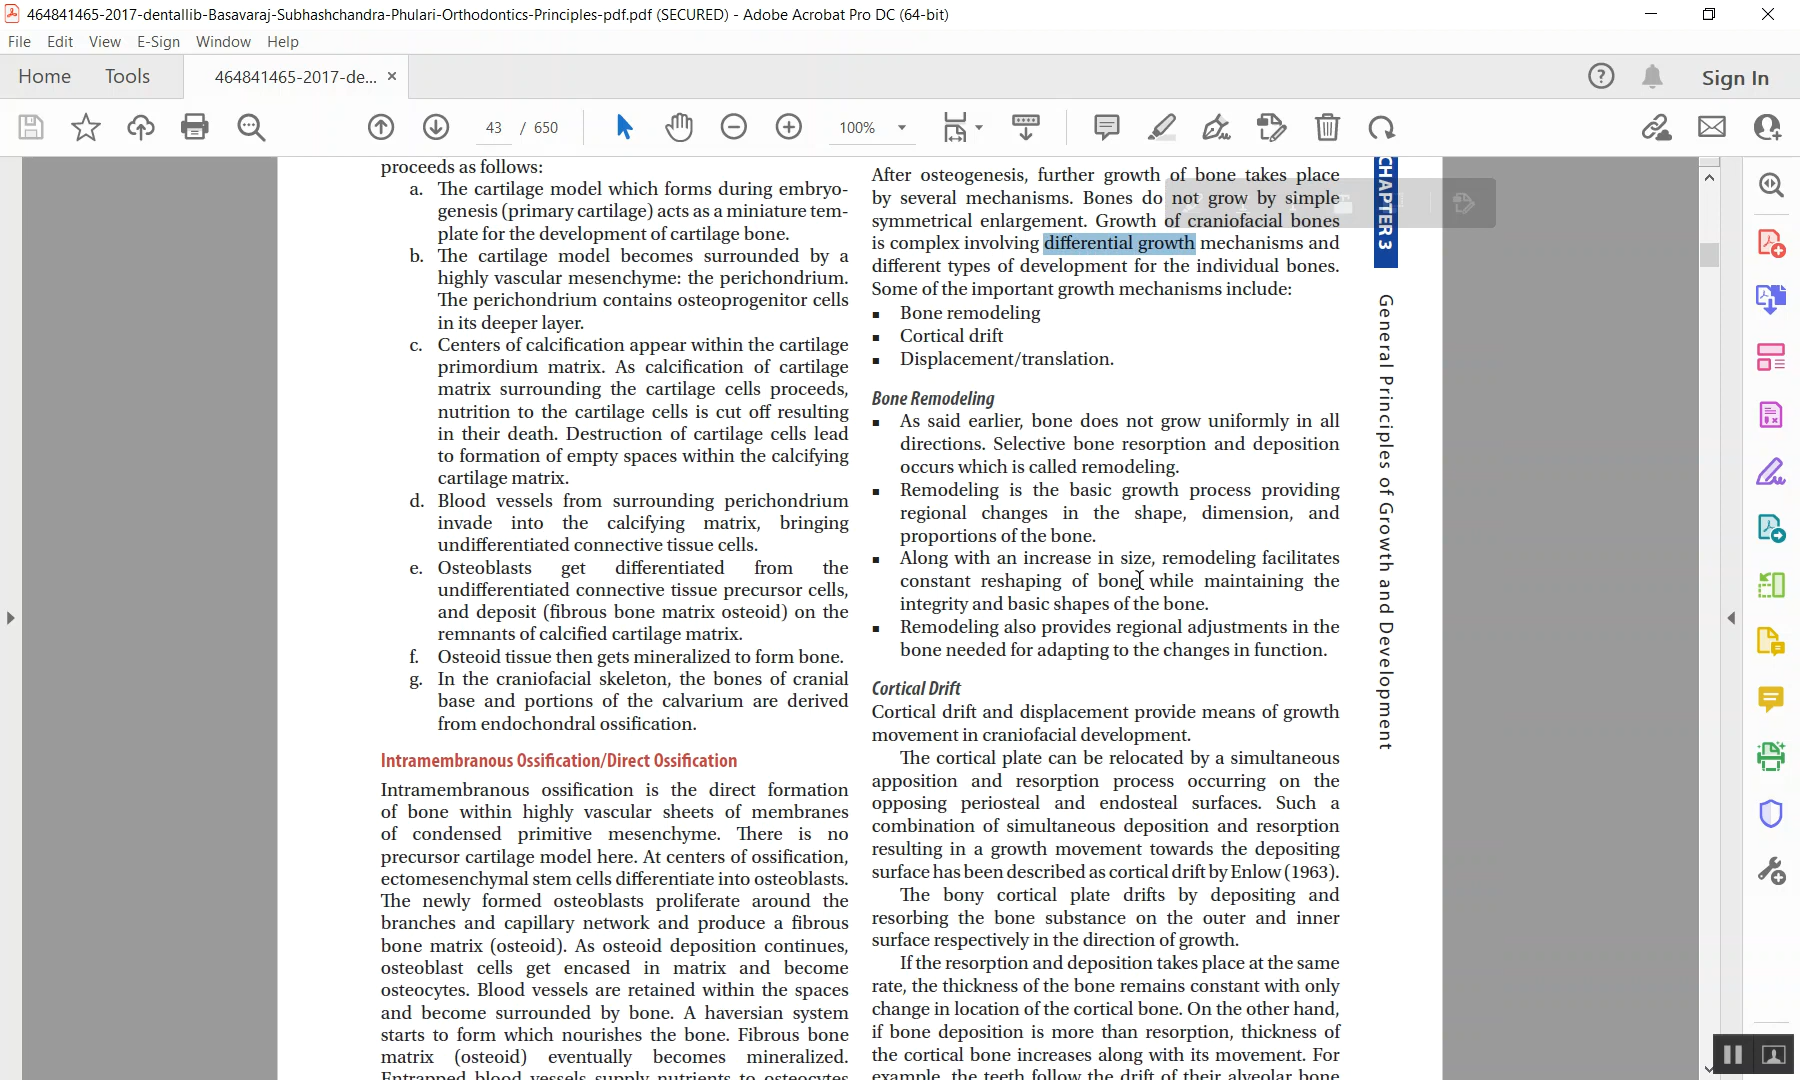 464841465-2017-dentallib-Basavaraj-Subhashchandra-Phulari-Orthodontics-Principles-pdf.pdf (SECURED) - Adobe Acrobat Pro DC (64-bit)
File Edit View E-Sign Window Help
Home Tools 464841465-2017-de... × Sign In
43 / 650 100%
proceeds as follows:
a. The cartilage model which forms during embryo-
genesis (primary cartilage) acts as a miniature tem-
plate for the development of cartilage bone.
b. The cartilage model becomes surrounded by a
highly vascular mesenchyme: the perichondrium.
The perichondrium contains osteoprogenitor cells
in its deeper layer.
c. Centers of calcification appear within the cartilage
primordium matrix. As calcification of cartilage
matrix surrounding the cartilage cells proceeds,
nutrition to the cartilage cells is cut off resulting
in their death. Destruction of cartilage cells lead
to formation of empty spaces within the calcifying
cartilage matrix.
d. Blood vessels from surrounding perichondrium
invade into the calcifying matrix, bringing
undifferentiated connective tissue cells.
e. Osteoblasts get differentiated from the
undifferentiated connective tissue precursor cells,
and deposit (fibrous bone matrix osteoid) on the
remnants of calcified cartilage matrix.
f. Osteoid tissue then gets mineralized to form bone.
g. In the craniofacial skeleton, the bones of cranial
base and portions of the calvarium are derived
from endochondral ossification.
Intramembranous Ossification/Direct Ossification
Intramembranous ossification is the direct formation
of bone within highly vascular sheets of membranes
of condensed primitive mesenchyme. There is no
precursor cartilage model here. At centers of ossification,
ectomesenchymal stem cells differentiate into osteoblasts.
The newly formed osteoblasts proliferate around the
branches and capillary network and produce a fibrous
bone matrix (osteoid). As osteoid deposition continues,
osteoblast cells get encased in matrix and become
osteocytes. Blood vessels are retained within the spaces
and become surrounded by bone. A haversian system
starts to form which nourishes the bone. Fibrous bone
matrix (osteoid) eventually becomes mineralized.
Entrapped blood vessels supply nutrients to osteocytes
After osteogenesis, further growth of bone takes place
by several mechanisms. Bones do not grow by simple
symmetrical enlargement. Growth of craniofacial bones
is complex involving differential growth mechanisms and
different types of development for the individual bones.
Some of the important growth mechanisms include:
▪ Bone remodeling
▪ Cortical drift
▪ Displacement/translation.
Bone Remodeling
▪ As said earlier, bone does not grow uniformly in all
directions. Selective bone resorption and deposition
occurs which is called remodeling.
▪ Remodeling is the basic growth process providing
regional changes in the shape, dimension, and
proportions of the bone.
▪ Along with an increase in size, remodeling facilitates
constant reshaping of bone while maintaining the
integrity and basic shapes of the bone.
▪ Remodeling also provides regional adjustments in the
bone needed for adapting to the changes in function.
Cortical Drift
Cortical drift and displacement provide means of growth
movement in craniofacial development.
The cortical plate can be relocated by a simultaneous
apposition and resorption process occurring on the
opposing periosteal and endosteal surfaces. Such a
combination of simultaneous deposition and resorption
resulting in a growth movement towards the depositing
surface has been described as cortical drift by Enlow (1963).
The bony cortical plate drifts by depositing and
resorbing the bone substance on the outer and inner
surface respectively in the direction of growth.
If the resorption and deposition takes place at the same
rate, the thickness of the bone remains constant with only
change in location of the cortical bone. On the other hand,
if bone deposition is more than resorption, thickness of
the cortical bone increases along with its movement. For
example, the teeth follow the drift of their alveolar bone
CHAPTER 3
General Principles of Growth and Development